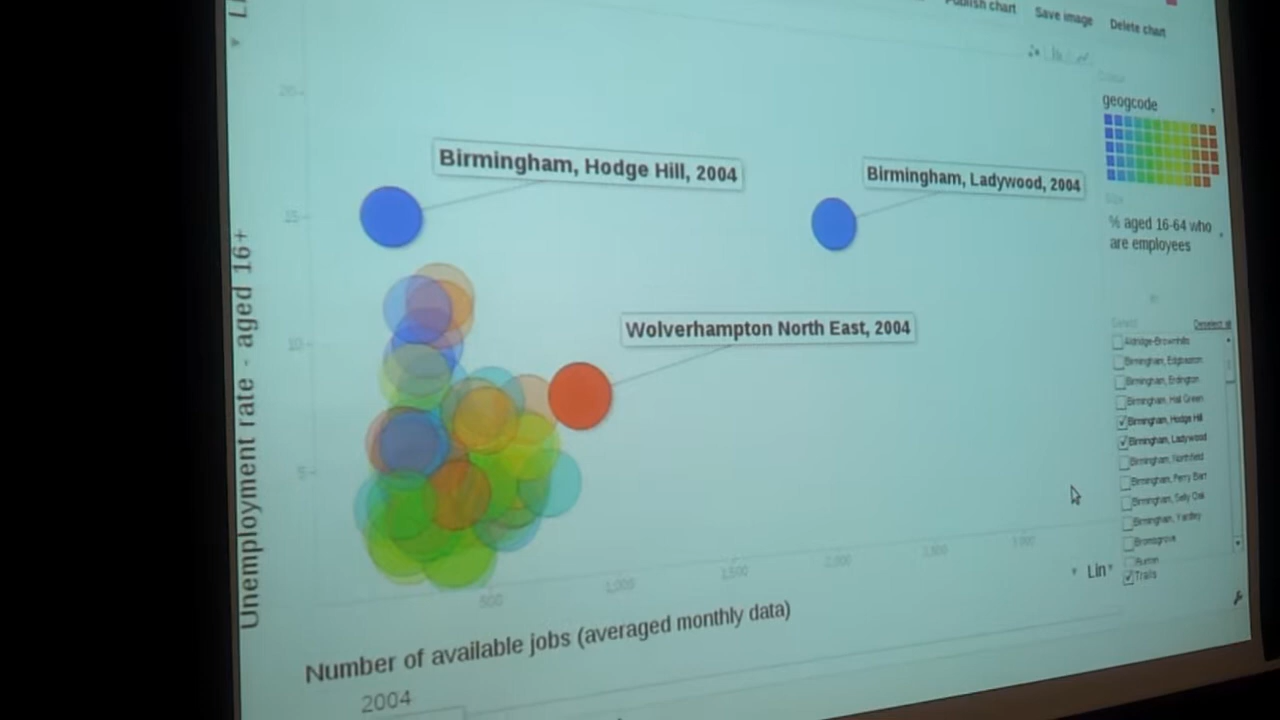 Publish chart
Save image
Delete chart
20
geogcode
Birmingham, Hodge Hill, 2004
Birmingham, Ladywood, 2004
15
% aged 16-64 who
are employees
Unemployment rate - aged 16+
Wolverhampton North East, 2004
Select
Deselect all
10
Aldridge-Brownhills
Birmingham, Edgbaston
Birmingham, Erdington
Birmingham, Hall Green
Birmingham, Hodge Hill
Birmingham, Ladywood
Birmingham, Northfield
Birmingham, Perry Barr
Birmingham, Selly Oak
Birmingham, Yardley
Bromsgrove
Burton
Trails
5
500
1,000
1,500
2,000
2,500
3,000
Lin
Number of available jobs (averaged monthly data)
2004